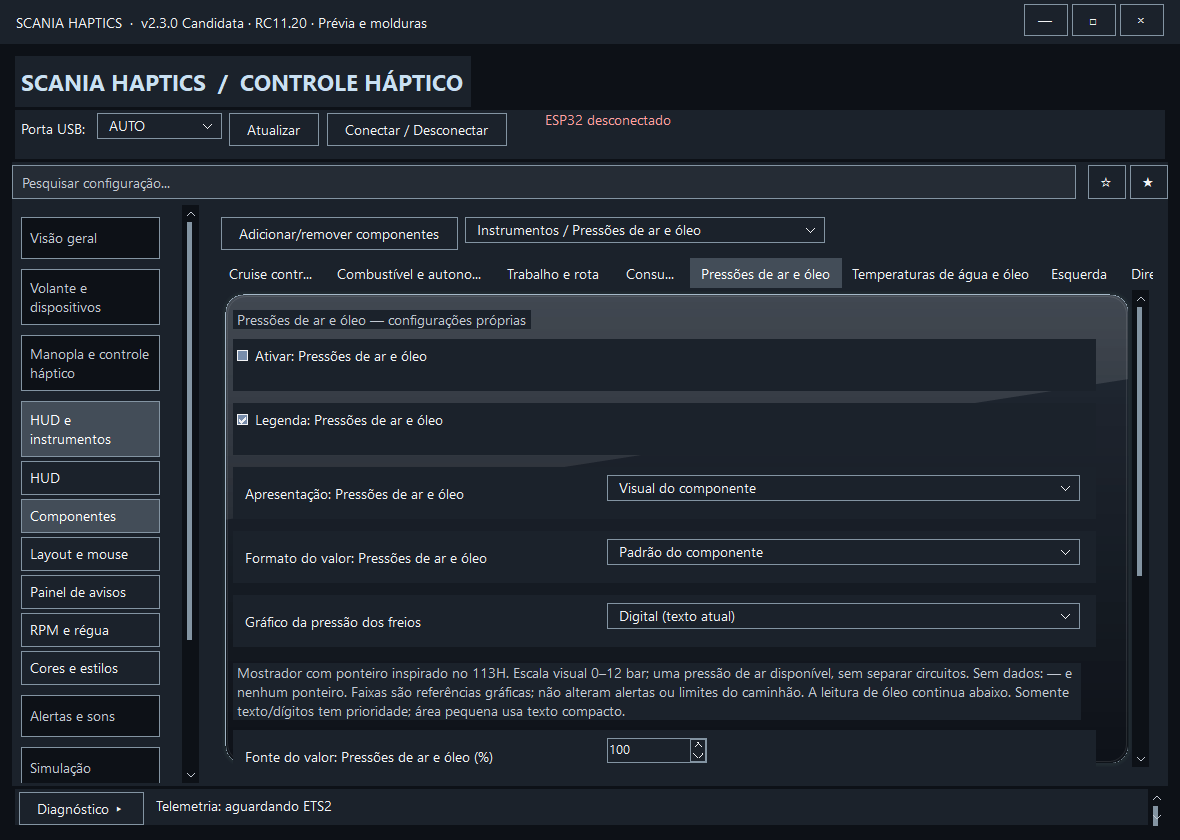 SCANIA HAPTICS · v2.3.0 Candidata · RC11.20 · Prévia e molduras
SCANIA HAPTICS / CONTROLE HÁPTICO
Porta USB:
AUTO
Atualizar
Conectar / Desconectar
ESP32 desconectado
Pesquisar configuração...
Visão geral
Volante e
dispositivos
Manopla e controle
háptico
HUD e
instrumentos
HUD
Componentes
Layout e mouse
Painel de avisos
RPM e régua
Cores e estilos
Alertas e sons
Simulação
Adicionar/remover componentes
Instrumentos / Pressões de ar e óleo
Cruise contr...
Combustível e autono...
Trabalho e rota
Consu...
Pressões de ar e óleo
Temperaturas de água e óleo
Esquerda
Dire
Pressões de ar e óleo — configurações próprias
Ativar: Pressões de ar e óleo
Legenda: Pressões de ar e óleo
Apresentação: Pressões de ar e óleo
Visual do componente
Formato do valor: Pressões de ar e óleo
Padrão do componente
Gráfico da pressão dos freios
Digital (texto atual)
Mostrador com ponteiro inspirado no 113H. Escala visual 0–12 bar; uma pressão de ar disponível, sem separar circuitos. Sem dados: — e
nenhum ponteiro. Faixas são referências gráficas; não alteram alertas ou limites do caminhão. A leitura de óleo continua abaixo. Somente
texto/dígitos tem prioridade; área pequena usa texto compacto.
Fonte do valor: Pressões de ar e óleo (%)
100
Diagnóstico ▸
Telemetria: aguardando ETS2